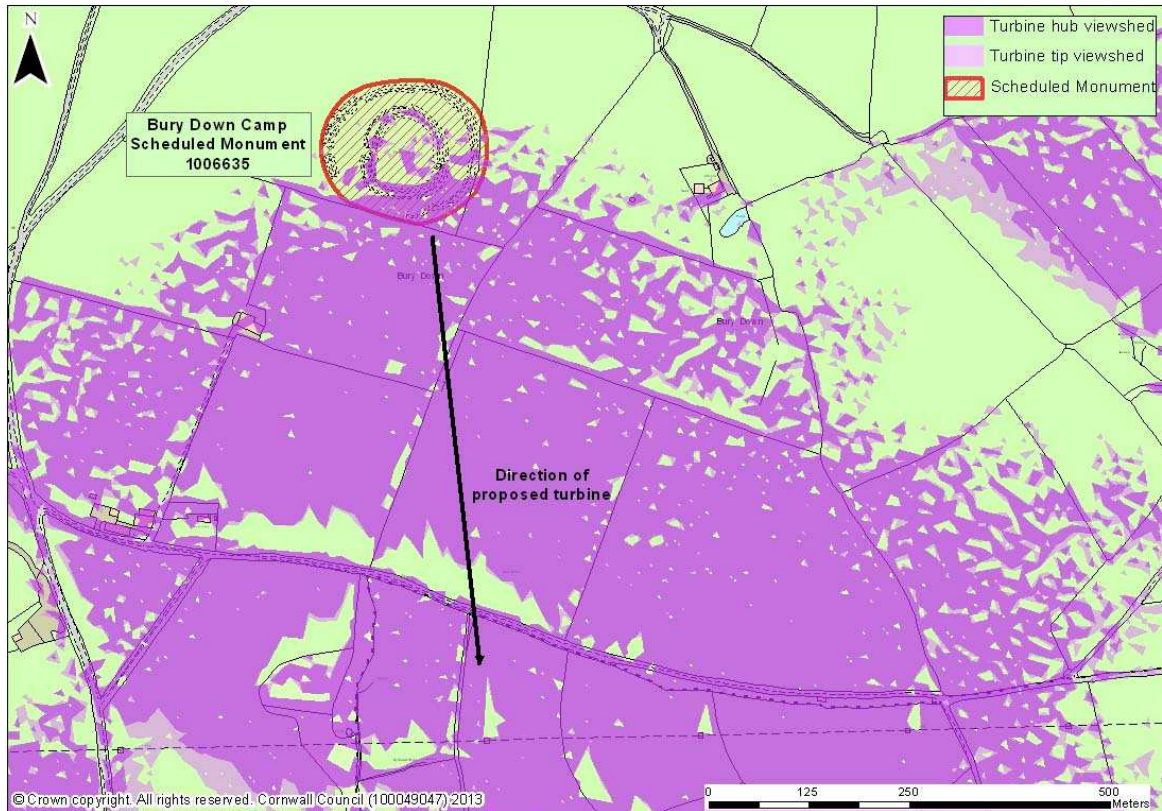 N
Turbine hub viewshed
Turbine tip viewshed
Scheduled Monument
Bury Down Camp
Scheduled Monument
1006635
Bury Down
Bury Down
Direction of
proposed turbine
© Crown copyright. All rights reserved. Cornwall Council (100049047) 2013
0 125 250 500
Meters